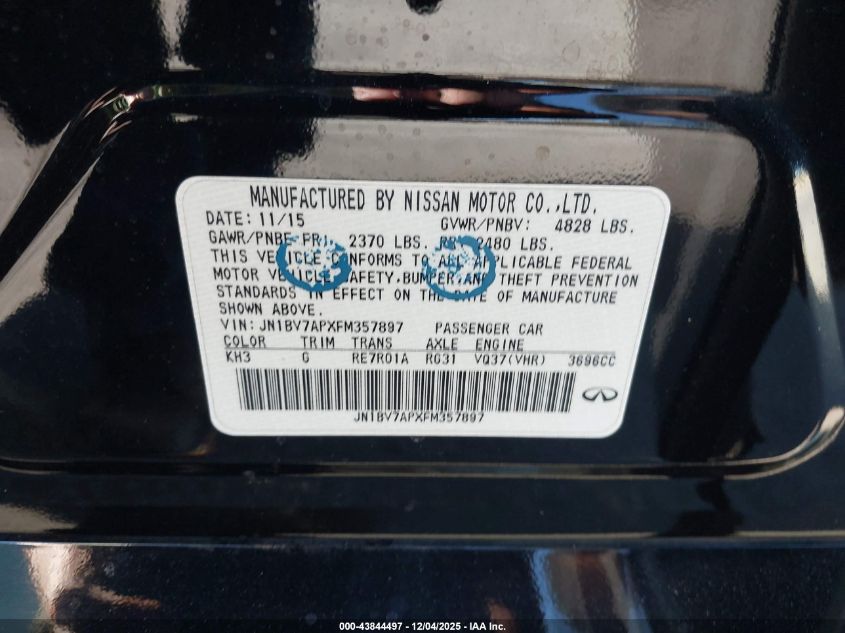 MANUFACTURED BY NISSAN MOTOR CO.,LTD.
DATE: 11/15 GVWR/PNBV: 4828 LBS.
GAWR/PNBE FR: 2370 LBS. 2480 LBS.
THIS VEHICLE CONFORMS TO ALL APPLICABLE FEDERAL
MOTOR VEHICLE SAFETY, BUMPER, AND THEFT PREVENTION
STANDARDS IN EFFECT ON THE DATE OF MANUFACTURE
SHOWN ABOVE.
VIN: JN1BV7APXFM357897 PASSENGER CAR
COLOR TRIM TRANS AXLE ENGINE
KH3 G RE7R01A RG31 VQ37(VHR) 3696CC
JN1BV7APXFM357897
000-43844497 - 12/04/2025 - IAA Inc.